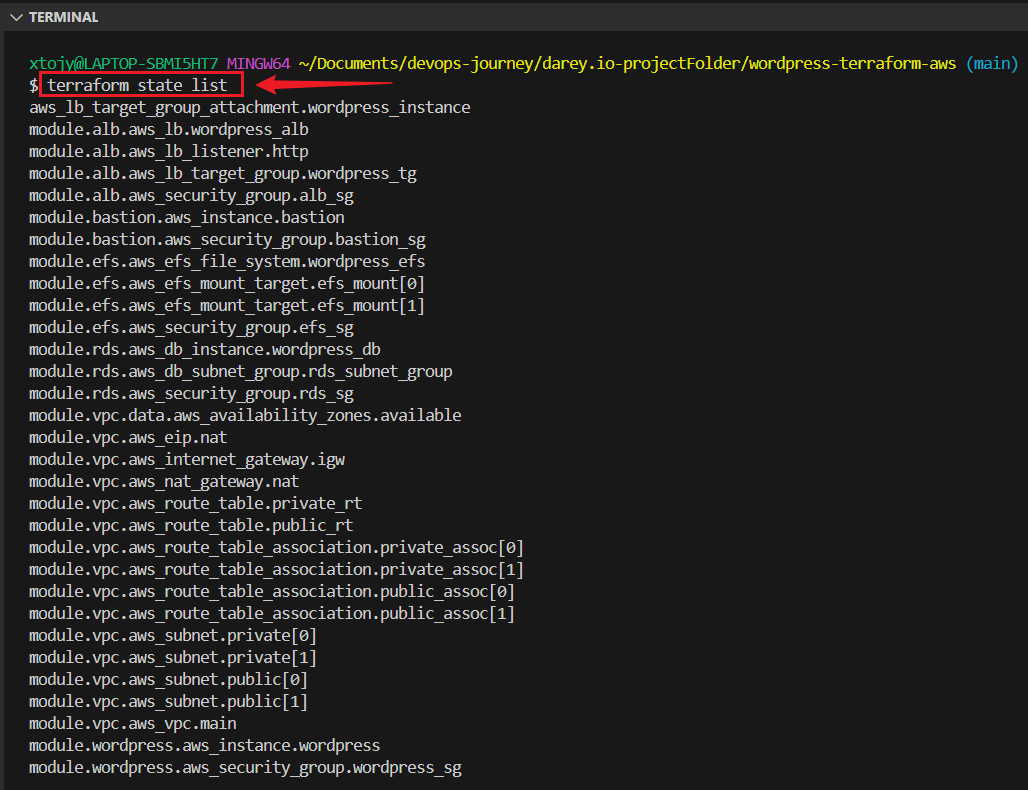 TERMINAL
xtojy@LAPTOP-SBMI5HT7 MINGW64 ~/Documents/devops-journey/darey.io-projectFolder/wordpress-terraform-aws (main)
$ terraform state list
aws_lb_target_group_attachment.wordpress_instance
module.alb.aws_lb.wordpress_alb
module.alb.aws_lb_listener.http
module.alb.aws_lb_target_group.wordpress_tg
module.alb.aws_security_group.alb_sg
module.bastion.aws_instance.bastion
module.bastion.aws_security_group.bastion_sg
module.efs.aws_efs_file_system.wordpress_efs
module.efs.aws_efs_mount_target.efs_mount[0]
module.efs.aws_efs_mount_target.efs_mount[1]
module.efs.aws_security_group.efs_sg
module.rds.aws_db_instance.wordpress_db
module.rds.aws_db_subnet_group.rds_subnet_group
module.rds.aws_security_group.rds_sg
module.vpc.data.aws_availability_zones.available
module.vpc.aws_eip.nat
module.vpc.aws_internet_gateway.igw
module.vpc.aws_nat_gateway.nat
module.vpc.aws_route_table.private_rt
module.vpc.aws_route_table.public_rt
module.vpc.aws_route_table_association.private_assoc[0]
module.vpc.aws_route_table_association.private_assoc[1]
module.vpc.aws_route_table_association.public_assoc[0]
module.vpc.aws_route_table_association.public_assoc[1]
module.vpc.aws_subnet.private[0]
module.vpc.aws_subnet.private[1]
module.vpc.aws_subnet.public[0]
module.vpc.aws_subnet.public[1]
module.vpc.aws_vpc.main
module.wordpress.aws_instance.wordpress
module.wordpress.aws_security_group.wordpress_sg